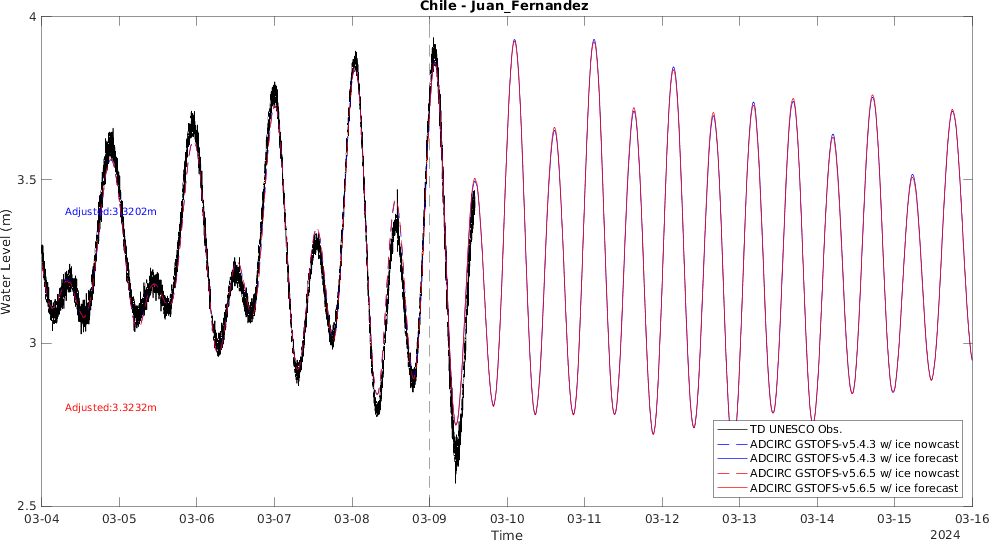 Chile - Juan_Fernandez
4
3.5
3
2.5
Water Level (m)
Adjusted:3.3202m
Adjusted:3.3232m
TD UNESCO Obs.
ADCIRC GSTOFS-v5.4.3 w/ ice nowcast
ADCIRC GSTOFS-v5.4.3 w/ ice forecast
ADCIRC GSTOFS-v5.6.5 w/ ice nowcast
ADCIRC GSTOFS-v5.6.5 w/ ice forecast
03-04 03-05 03-06 03-07 03-08 03-09 03-10 03-11 03-12 03-13 03-14 03-15 03-16
Time
2024